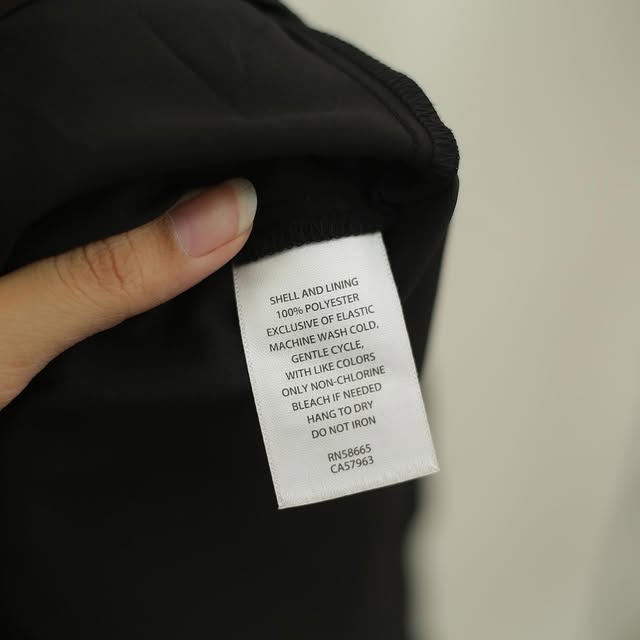 SHELL AND LINING
100% POLYESTER
EXCLUSIVE OF ELASTIC
MACHINE WASH COLD,
GENTLE CYCLE,
WITH LIKE COLORS
ONLY NON-CHLORINE
BLEACH IF NEEDED
HANG TO DRY
DO NOT IRON
RN58665
CA57963